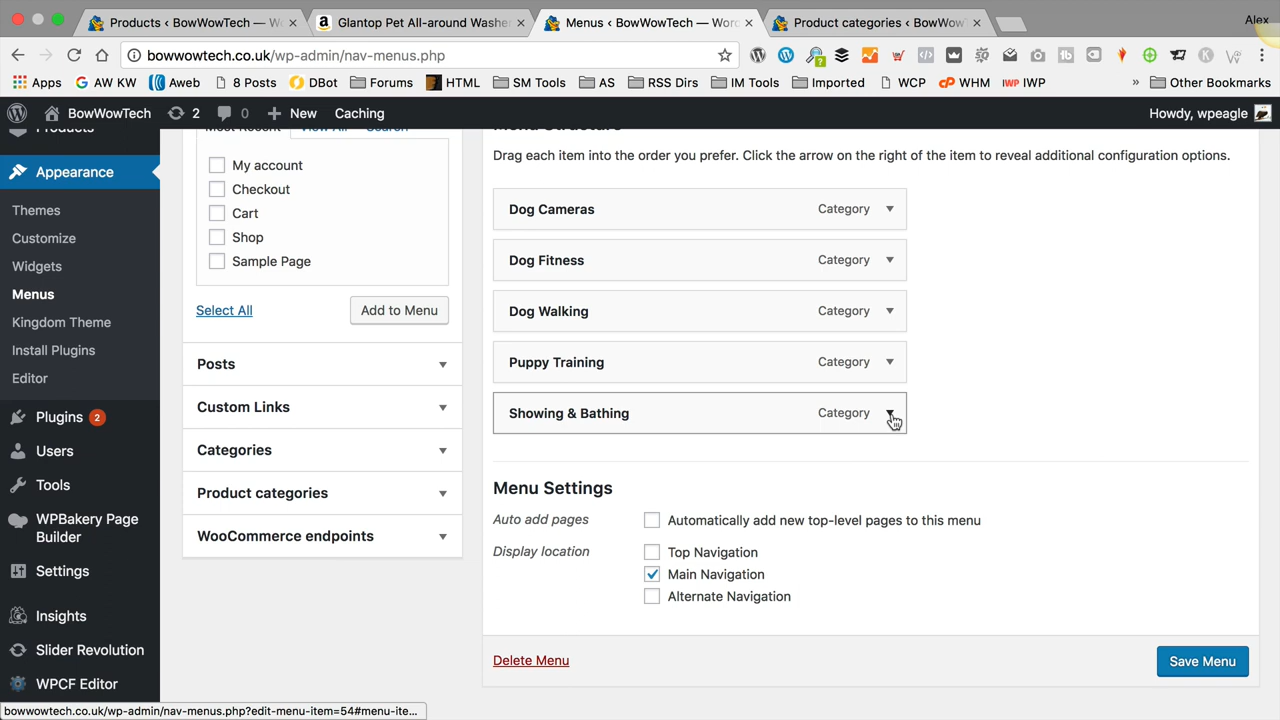 Products ‹ BowWowTech — Wo
Glantop Pet All-around Washer
Menus ‹ BowWowTech — Wor
Product categories ‹ BowWow
Alex
bowwowtech.co.uk/wp-admin/nav-menus.php
Apps
AW KW
Aweb
8 Posts
DBot
Forums
HTML
SM Tools
AS
RSS Dirs
IM Tools
Imported
WCP
WHM
IWP
»
Other Bookmarks
BowWowTech
2
0
New
Caching
Howdy, wpeagle
Products
Appearance
Themes
Customize
Widgets
Menus
Kingdom Theme
Install Plugins
Editor
Plugins 2
Users
Tools
WPBakery Page
Builder
Settings
Insights
Slider Revolution
WPCF Editor
Most Recent
View All
Search
My account
Checkout
Cart
Shop
Sample Page
Select All
Add to Menu
Posts
Custom Links
Categories
Product categories
WooCommerce endpoints
Menu Structure
Drag each item into the order you prefer. Click the arrow on the right of the item to reveal additional configuration options.
Dog Cameras Category
Dog Fitness Category
Dog Walking Category
Puppy Training Category
Showing & Bathing Category
Menu Settings
Auto add pages
Automatically add new top-level pages to this menu
Display location
Top Navigation
Main Navigation
Alternate Navigation
Delete Menu
Save Menu
bowwowtech.co.uk/wp-admin/nav-menus.php?edit-menu-item=54#menu-ite...